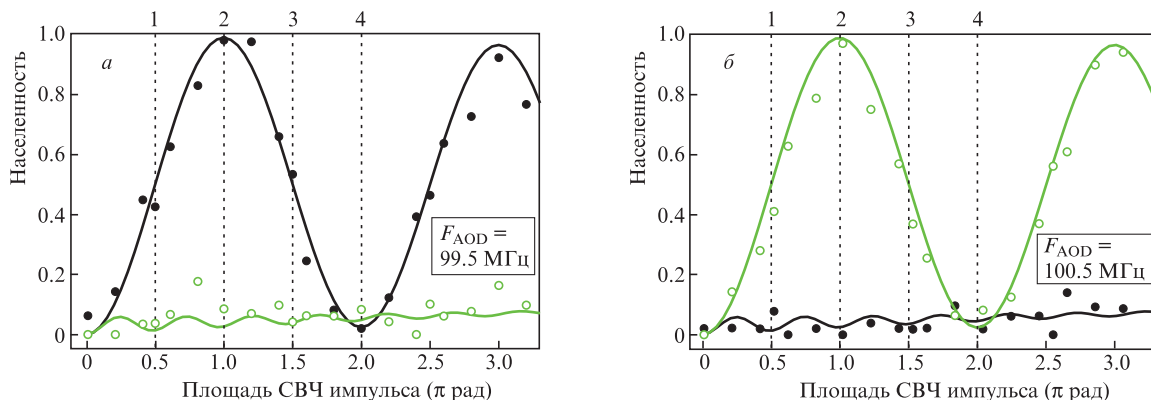 1 2 3 4
1.0
0.8
0.6
0.4
0.2
0
Населенность
а
F_AOD =
99.5 МГц
0 0.5 1.0 1.5 2.0 2.5 3.0
Площадь СВЧ импульса (π рад)
1 2 3 4
1.0
0.8
0.6
0.4
0.2
0
Населенность
б
F_AOD =
100.5 МГц
0 0.5 1.0 1.5 2.0 2.5 3.0
Площадь СВЧ импульса (π рад)